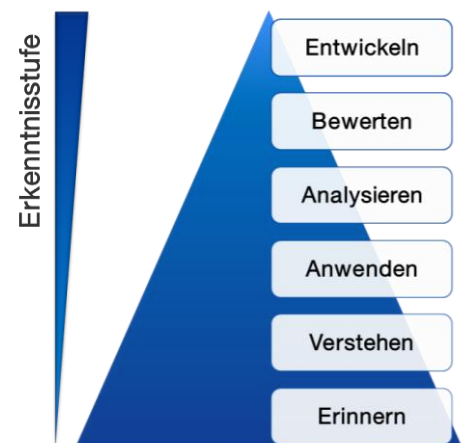 Erkenntnisstufe
Entwickeln
Bewerten
Analysieren
Anwenden
Verstehen
Erinnern